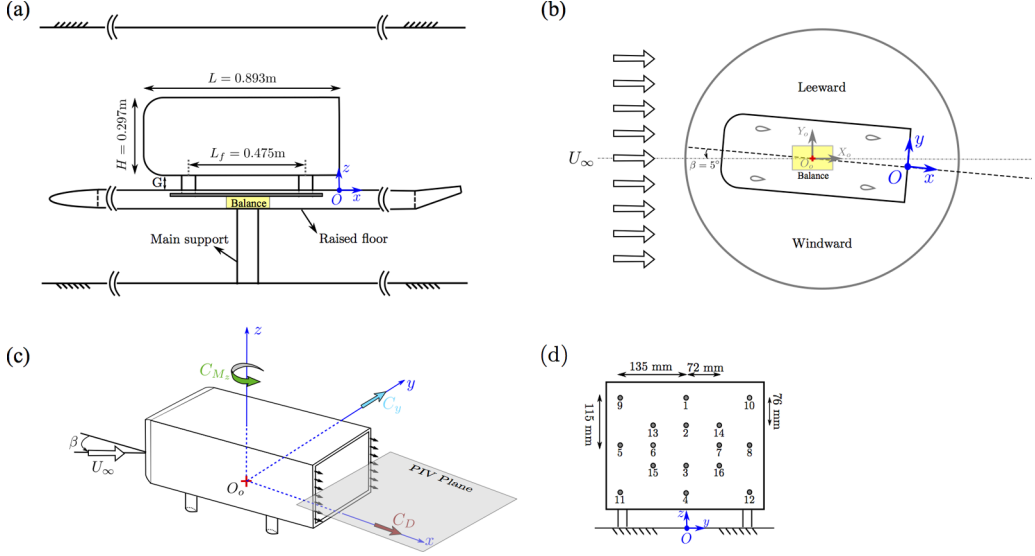 (a)
L = 0.893m
H = 0.297m
L_f = 0.475m
G
z
O
x
Balance
Main support
Raised floor
(b)
Leeward
U_∞
β = 5°
Y_o
X_o
O_o
Balance
y
O
x
Windward
(c)
z
C_{M_z}
y
C_y
β
U_∞
O_o
PIV Plane
C_D
x
(d)
135 mm
72 mm
115 mm
76 mm
9
1
10
13
2
14
5
6
7
8
15
3
16
11
4
12
z
O
y